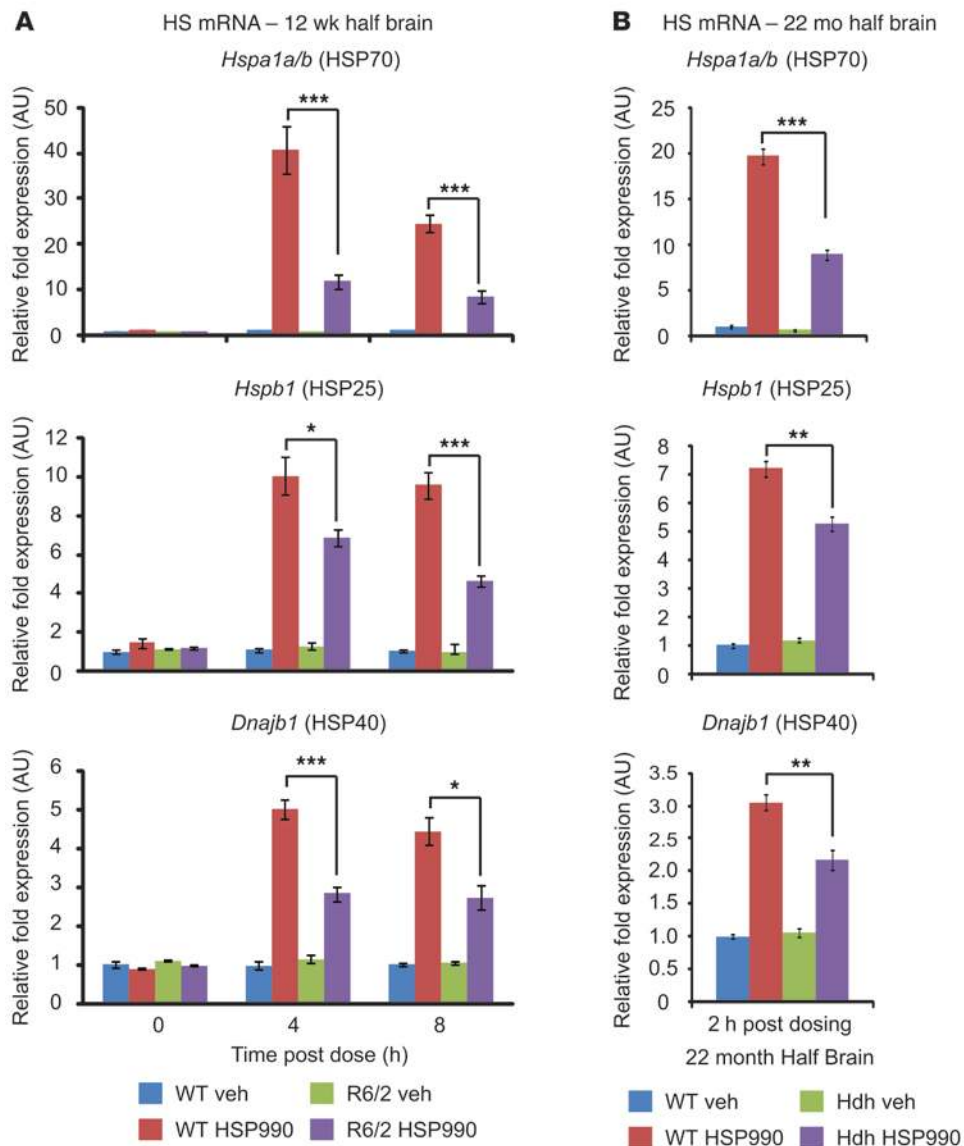 A
HS mRNA – 12 wk half brain
Hspa1a/b (HSP70)
Relative fold expression (AU)
50
40
30
20
10
0
***
***
Hspb1 (HSP25)
Relative fold expression (AU)
12
10
8
6
4
2
0
*
***
Dnajb1 (HSP40)
Relative fold expression (AU)
6
5
4
3
2
1
0
***
*
0 4 8
Time post dose (h)
WT veh R6/2 veh
WT HSP990 R6/2 HSP990
B
HS mRNA – 22 mo half brain
Hspa1a/b (HSP70)
Relative fold expression (AU)
25
20
15
10
5
0
***
Hspb1 (HSP25)
Relative fold expression (AU)
8
7
6
5
4
3
2
1
0
**
Dnajb1 (HSP40)
Relative fold expression (AU)
3.5
3.0
2.5
2.0
1.5
1.0
0.5
0
**
2 h post dosing
22 month Half Brain
WT veh Hdh veh
WT HSP990 Hdh HSP990